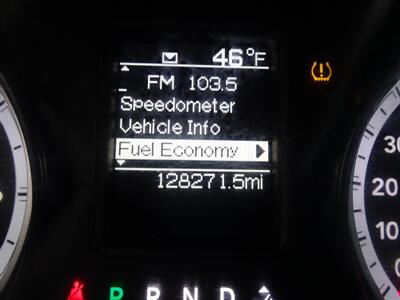 46°F
FM 103.5
Speedometer
Vehicle Info
Fuel Economy
128271.5mi
30
20
10
P R N D